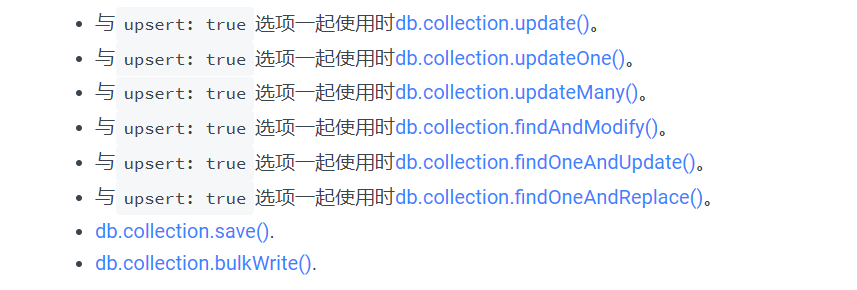 与 upsert: true 选项一起使用时db.collection.update()。
与 upsert: true 选项一起使用时db.collection.updateOne()。
与 upsert: true 选项一起使用时db.collection.updateMany()。
与 upsert: true 选项一起使用时db.collection.findAndModify()。
与 upsert: true 选项一起使用时db.collection.findOneAndUpdate()。
与 upsert: true 选项一起使用时db.collection.findOneAndReplace()。
db.collection.save().
db.collection.bulkWrite().